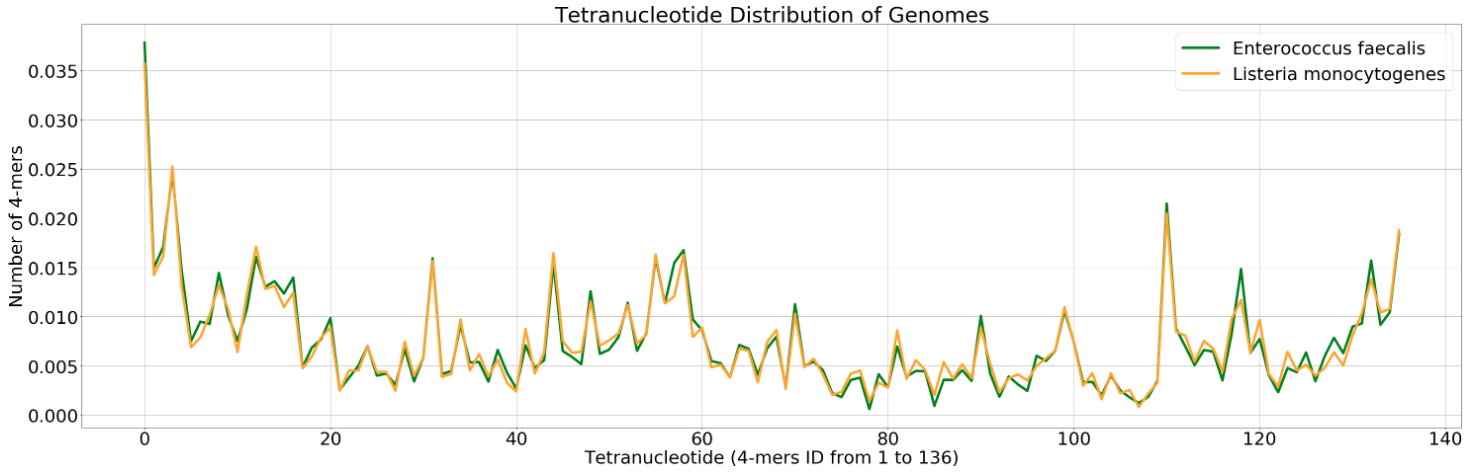 Tetranucleotide Distribution of Genomes
Enterococcus faecalis
Listeria monocytogenes
Number of 4-mers
0.035
0.030
0.025
0.020
0.015
0.010
0.005
0.000
0 20 40 60 80 100 120 140
Tetranucleotide (4-mers ID from 1 to 136)